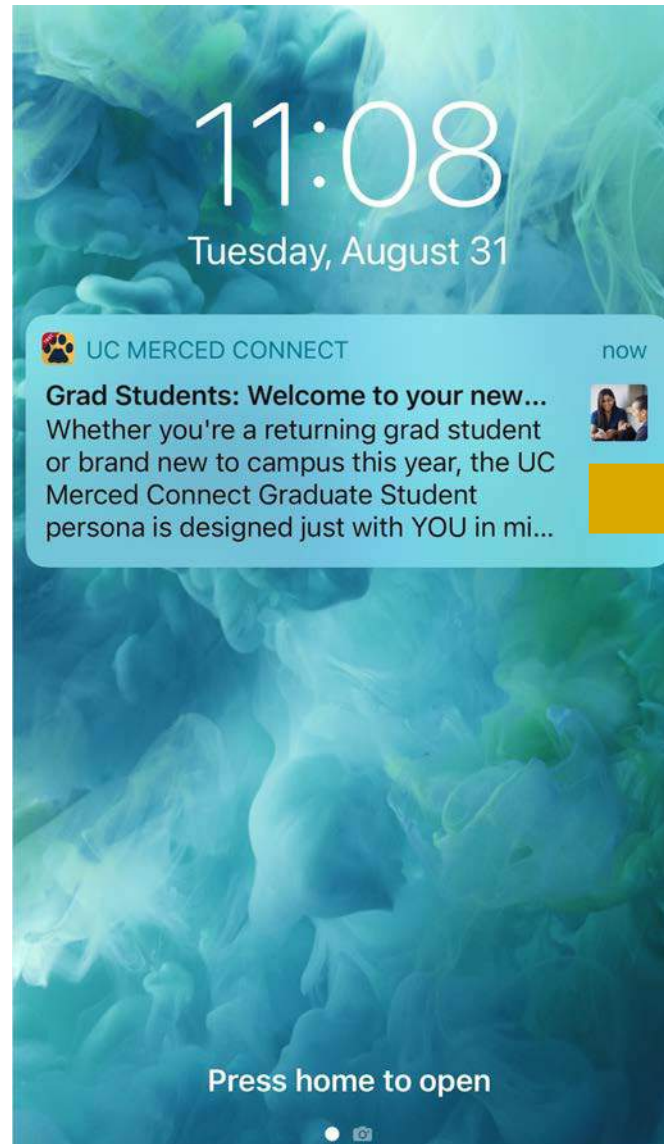 11:08
Tuesday, August 31
UC MERCED CONNECT now
Grad Students: Welcome to your new...
Whether you're a returning grad student
or brand new to campus this year, the UC
Merced Connect Graduate Student
persona is designed just with YOU in mi...
Press home to open